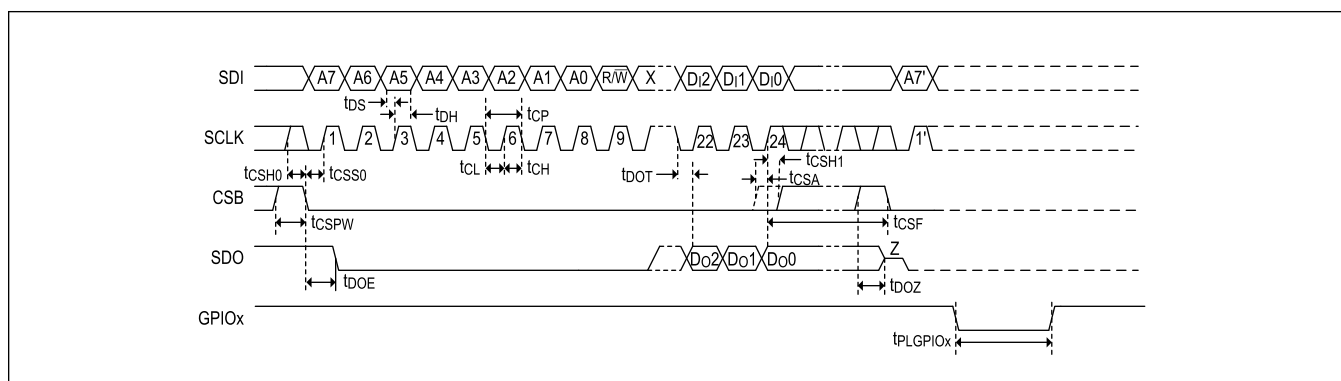 SDI A7 A6 A5 A4 A3 A2 A1 A0 R/W̅ X DI2 DI1 DI0 A7'
tDS tDH tCP
SCLK 1 2 3 4 5 6 7 8 9 22 23 24 1'
tCSH0 tCSS0 tCL tCH tDOT tCSH1
tCSA
CSB
tCSPW tCSF
SDO DO2 DO1 DO0 Z
tDOE tDOZ
GPIOx
tPLGPIOx